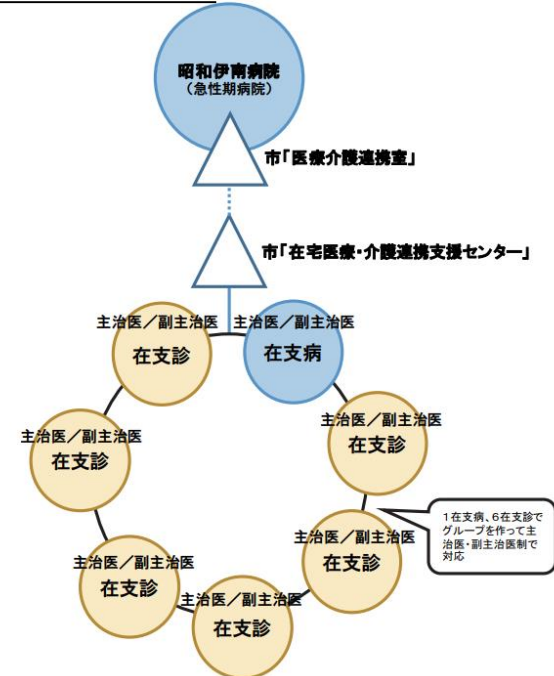 昭和伊南病院
(急性期病院)
市「医療介護連携室」
市「在宅医療・介護連携支援センター」
主治医/副主治医
在支診
主治医/副主治医
在支病
主治医/副主治医
在支診
主治医/副主治医
在支診
主治医/副主治医
在支診
主治医/副主治医
在支診
主治医/副主治医
在支診
1在支病、6在支診で
グループを作って主
治医・副主治医制で
対応